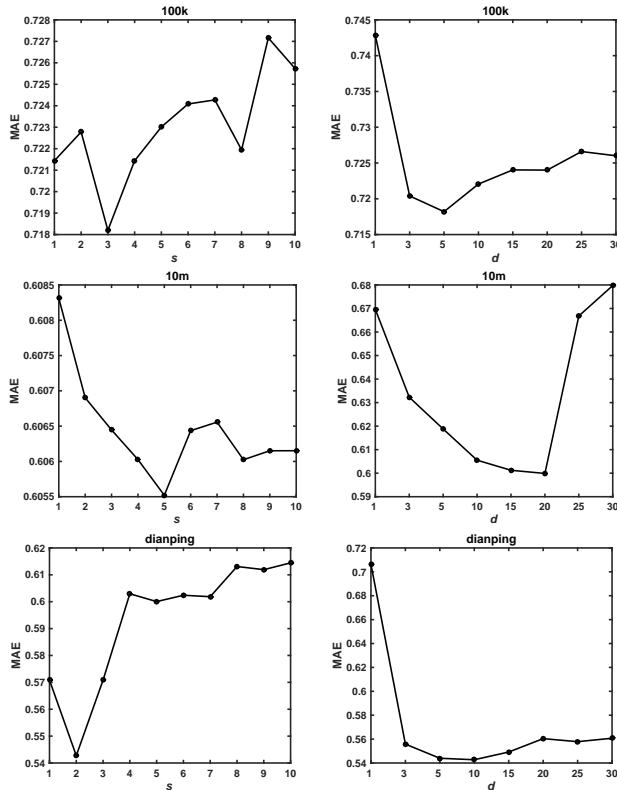 100k
MAE
0.728
0.727
0.726
0.725
0.724
0.723
0.722
0.721
0.72
0.719
0.718
1 2 3 4 5 6 7 8 9 10
s
100k
MAE
0.745
0.74
0.735
0.73
0.725
0.72
0.715
1 3 5 10 15 20 25 30
d
10m
MAE
0.6085
0.608
0.6075
0.607
0.6065
0.606
0.6055
1 2 3 4 5 6 7 8 9 10
s
10m
MAE
0.68
0.67
0.66
0.65
0.64
0.63
0.62
0.61
0.6
0.59
1 3 5 10 15 20 25 30
d
dianping
MAE
0.62
0.61
0.6
0.59
0.58
0.57
0.56
0.55
0.54
1 2 3 4 5 6 7 8 9 10
s
dianping
MAE
0.72
0.7
0.68
0.66
0.64
0.62
0.6
0.58
0.56
0.54
1 3 5 10 15 20 25 30
d